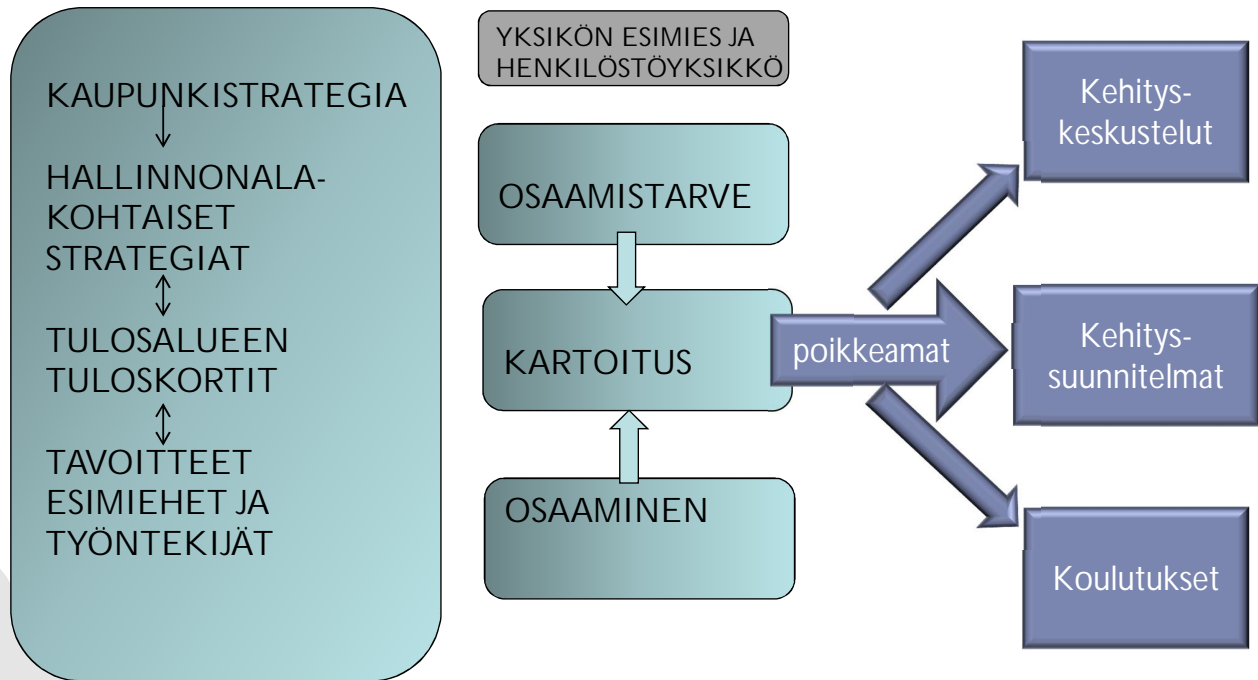 KAUPUNKISTRATEGIA
HALLINNONALA-
KOHTAISET
STRATEGIAT
TULOSALUEEN
TULOSKORTIT
TAVOITTEET
ESIMIEHET JA
TYÖNTEKIJÄT
YKSIKÖN ESIMIES JA
HENKILÖSTÖYKSIKKÖ
OSAAMISTARVE
KARTOITUS
OSAAMINEN
poikkeamat
Kehitys-
keskustelut
Kehitys-
suunnitelmat
Koulutukset